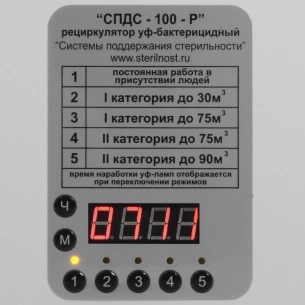 "СПДС - 100 - Р"
рециркулятор уф-бактерицидный
"Системы поддержания стерильности"
www.sterilnost.ru
1 постоянная работа в присутствии людей
2 I категория до 30м³
3 I категория до 75м³
4 II категория до 75м³
5 II категория до 90м³
время наработки уф-ламп отображается
при переключении режимов
Ч
0711
М
1 2 3 4 5